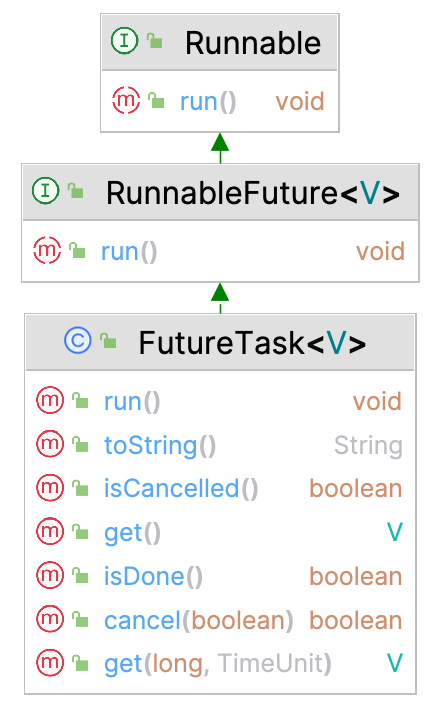 I Runnable
m run() void
I RunnableFuture<V>
m run() void
C FutureTask<V>
m run() void
m toString() String
m isCancelled() boolean
m get() V
m isDone() boolean
m cancel(boolean) boolean
m get(long, TimeUnit) V